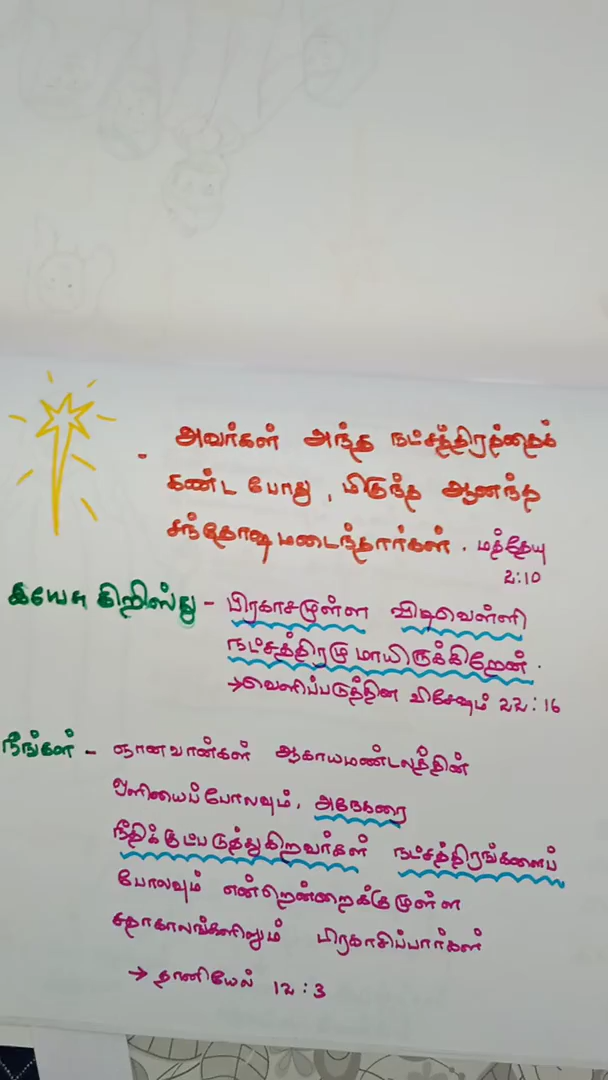 அவர்கள் அந்த நட்சத்திரத்தைக்
கண்ட போது, மிகுந்த ஆனந்த
சந்தோஷமடைந்தார்கள். மத்தேயு
2:10
இயேசு கிறிஸ்து - பிரகாசமுள்ள விடிவெள்ளி
நட்சத்திரமுமாயிருக்கிறேன்.
→வெளிப்படுத்தின விசேஷம் 22:16
நீங்கள் - ஞானவான்கள் ஆகாயமண்டலத்தின்
ஒளியைப்போலவும், அநேகரை
நீதிக்குட்படுத்துகிறவர்கள் நட்சத்திரங்களைப்
போலவும் என்றென்றைக்குமுள்ள
சதாகாலங்களிலும் பிரகாசிப்பார்கள்
→ தானியேல் 12:3